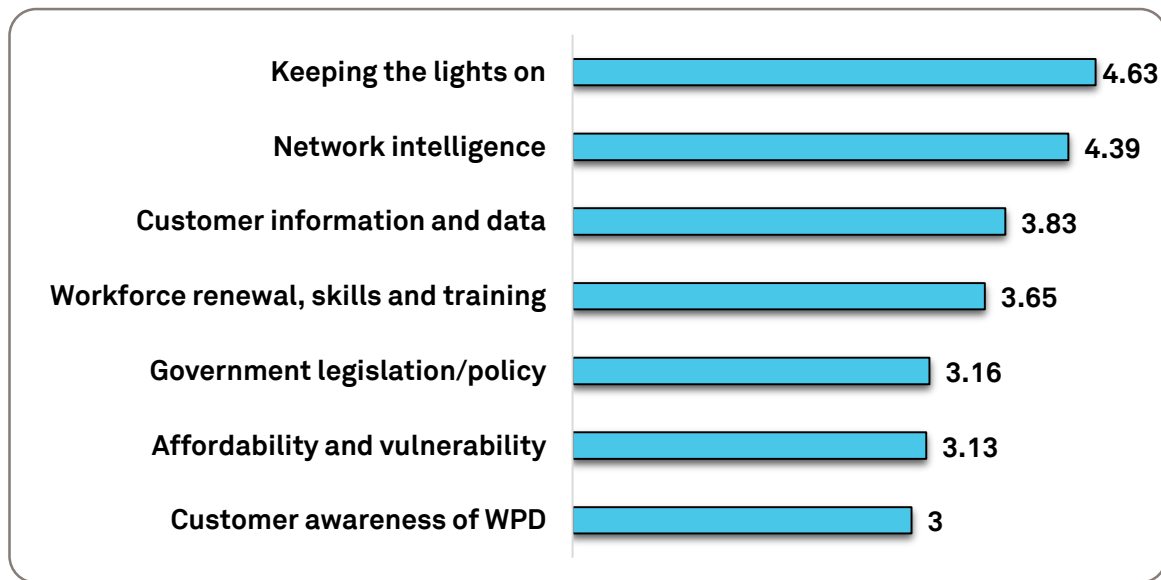 Keeping the lights on 4.63
Network intelligence 4.39
Customer information and data 3.83
Workforce renewal, skills and training 3.65
Government legislation/policy 3.16
Affordability and vulnerability 3.13
Customer awareness of WPD 3